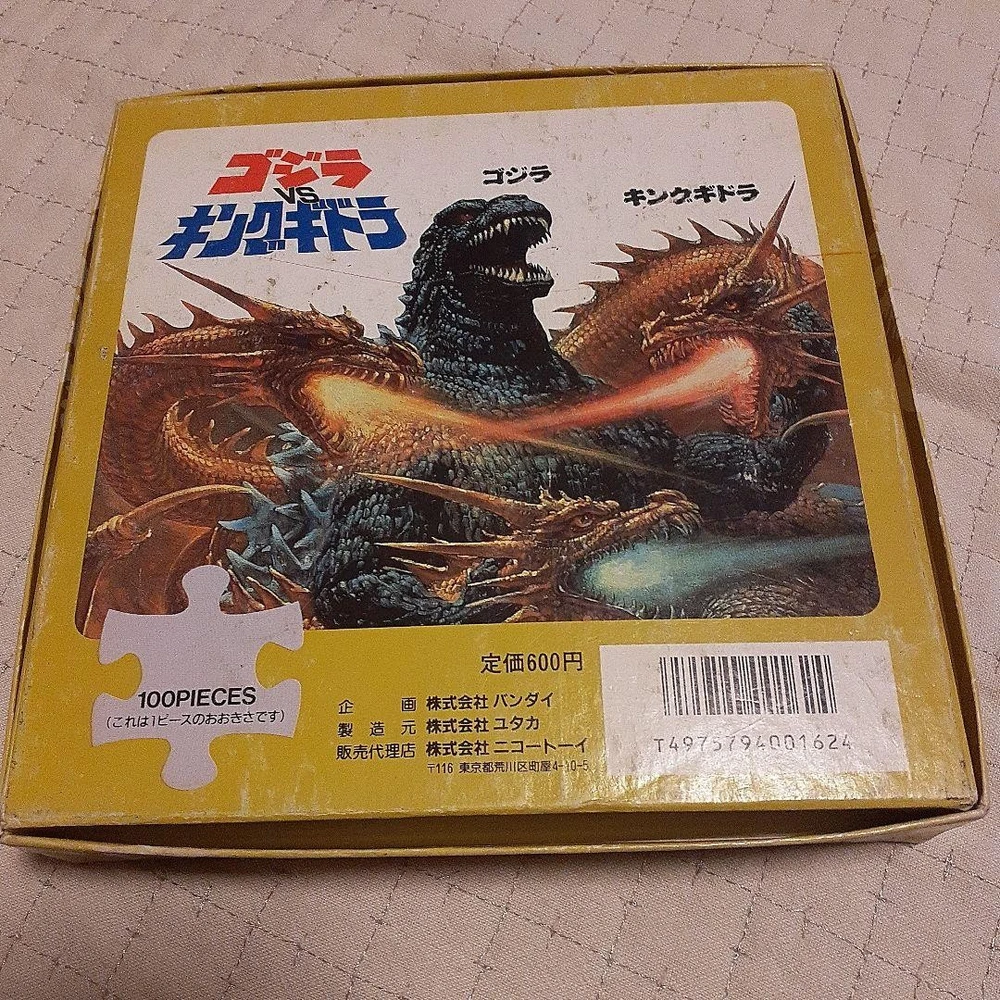 ゴジラ
VS
キングギドラ
ゴジラ
キングギドラ
100PIECES
(これは1ピースのおおきさです)
定価600円
企画 株式会社 バンダイ
製造元 株式会社 ユタカ
販売代理店 株式会社 ニコートーイ
〒116 東京都荒川区町屋4-10-5
T4975794001624